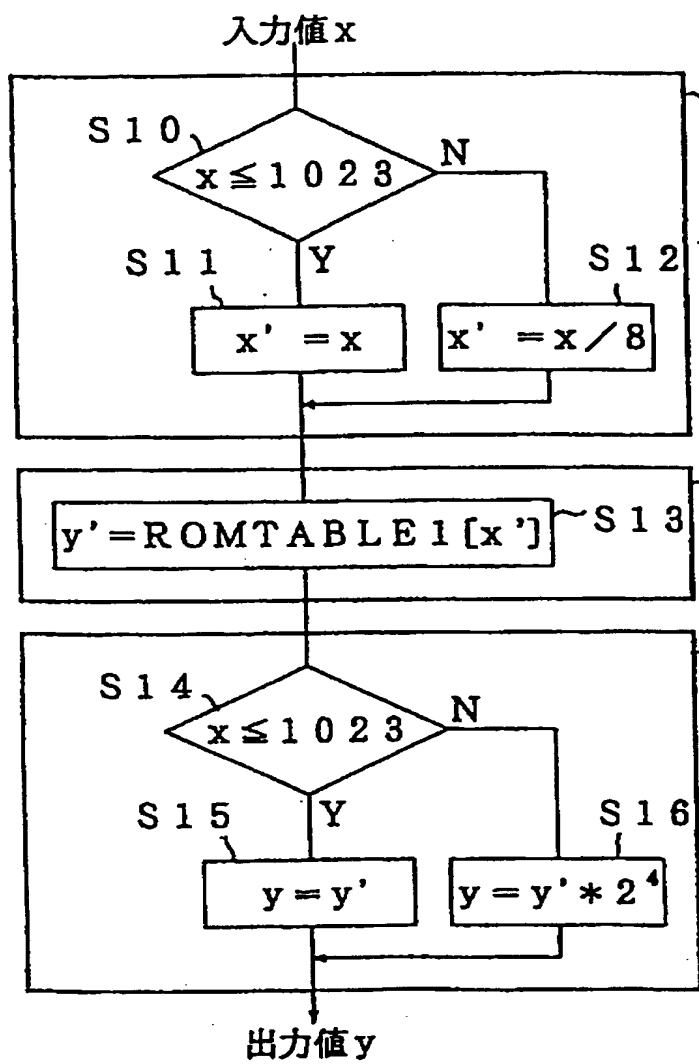 入力値x
S10
x≦1023
N
Y
S11
S12
x' =x
x' =x/8
y'=ROMTABLE1[x']
S13
S14
x≦1023
N
Y
S15
S16
y=y'
y=y'*2⁴
出力値y